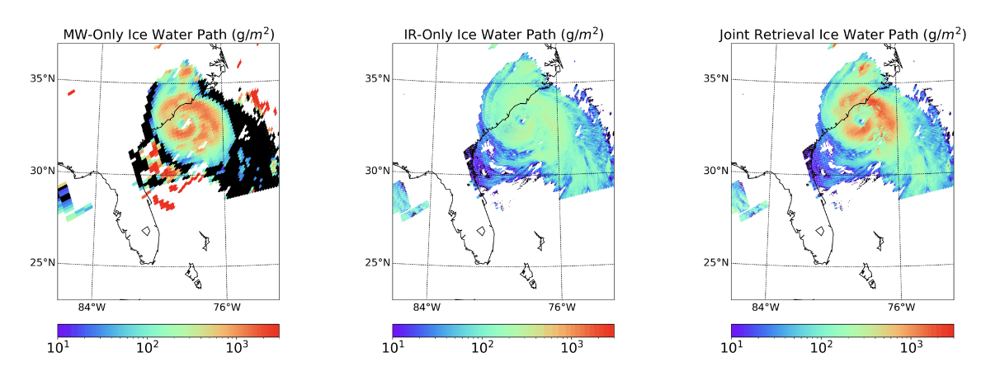 MW-Only Ice Water Path (g/m²)
35°N
30°N
25°N
84°W 76°W
10¹ 10² 10³
IR-Only Ice Water Path (g/m²)
35°N
30°N
25°N
84°W 76°W
10¹ 10² 10³
Joint Retrieval Ice Water Path (g/m²)
35°N
30°N
25°N
84°W 76°W
10¹ 10² 10³